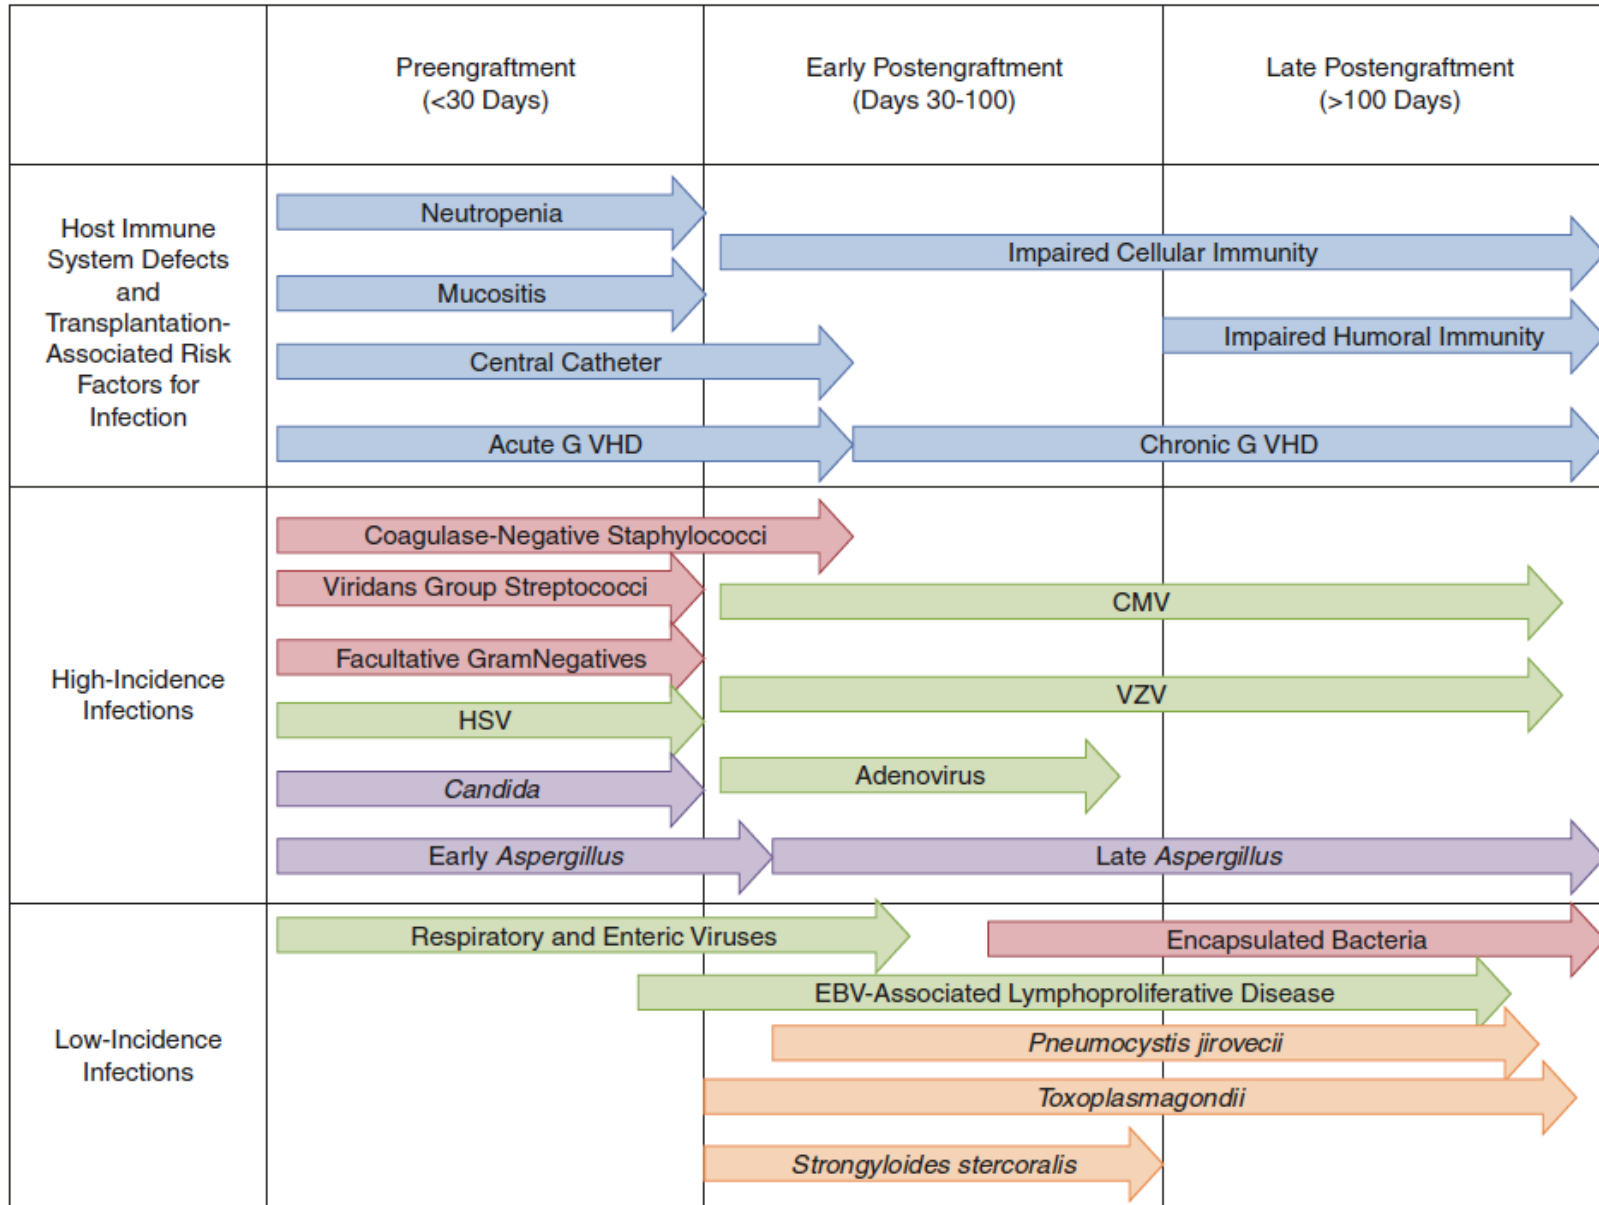 Preengraftment
(<30 Days)
Early Postengraftment
(Days 30-100)
Late Postengraftment
(>100 Days)
Host Immune
System Defects
and
Transplantation-
Associated Risk
Factors for
Infection
Neutropenia
Impaired Cellular Immunity
Mucositis
Impaired Humoral Immunity
Central Catheter
Acute G VHD
Chronic G VHD
High-Incidence
Infections
Coagulase-Negative Staphylococci
Viridans Group Streptococci
CMV
Facultative GramNegatives
VZV
HSV
Adenovirus
Candida
Early Aspergillus
Late Aspergillus
Low-Incidence
Infections
Respiratory and Enteric Viruses
Encapsulated Bacteria
EBV-Associated Lymphoproliferative Disease
Pneumocystis jirovecii
Toxoplasmagondii
Strongyloides stercoralis